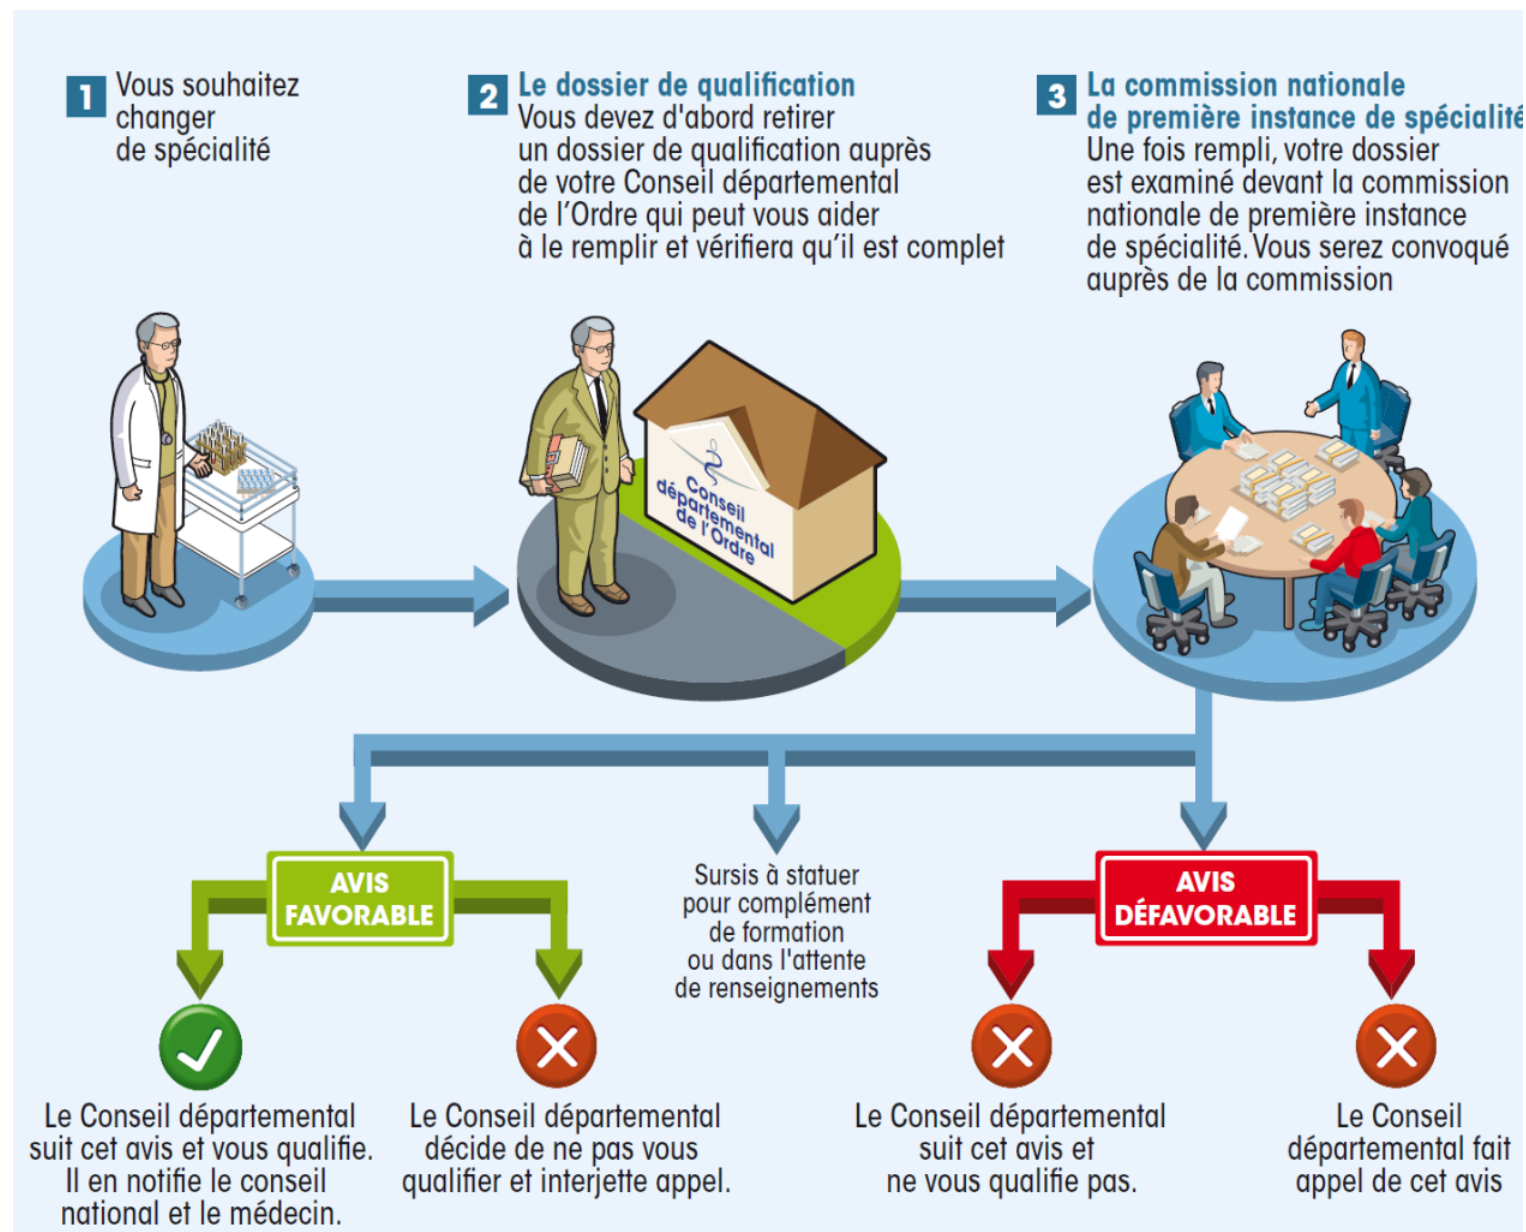 1 Vous souhaitez
changer
de spécialité
2 Le dossier de qualification
Vous devez d'abord retirer
un dossier de qualification auprès
de votre Conseil départemental
de l'Ordre qui peut vous aider
à le remplir et vérifiera qu'il est complet
3 La commission nationale
de première instance de spécialité
Une fois rempli, votre dossier
est examiné devant la commission
nationale de première instance
de spécialité. Vous serez convoqué
auprès de la commission
Conseil
départemental
de l'Ordre
AVIS
FAVORABLE
Sursis à statuer
pour complément
de formation
ou dans l'attente
de renseignements
AVIS
DÉFAVORABLE
Le Conseil départemental
suit cet avis et vous qualifie.
Il en notifie le conseil
national et le médecin.
Le Conseil départemental
décide de ne pas vous
qualifier et interjette appel.
Le Conseil départemental
suit cet avis et
ne vous qualifie pas.
Le Conseil
départemental fait
appel de cet avis